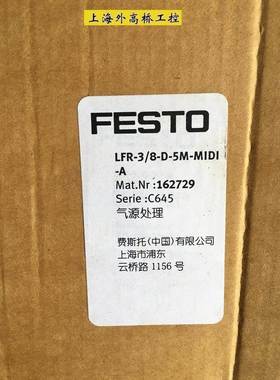 上海外高桥工控
FESTO
LFR-3/8-D-5M-MIDI
-A
Mat.Nr :162729
Serie :C645
气源处理
费斯托(中国)有限公司
上海市浦东
云桥路 1156 号